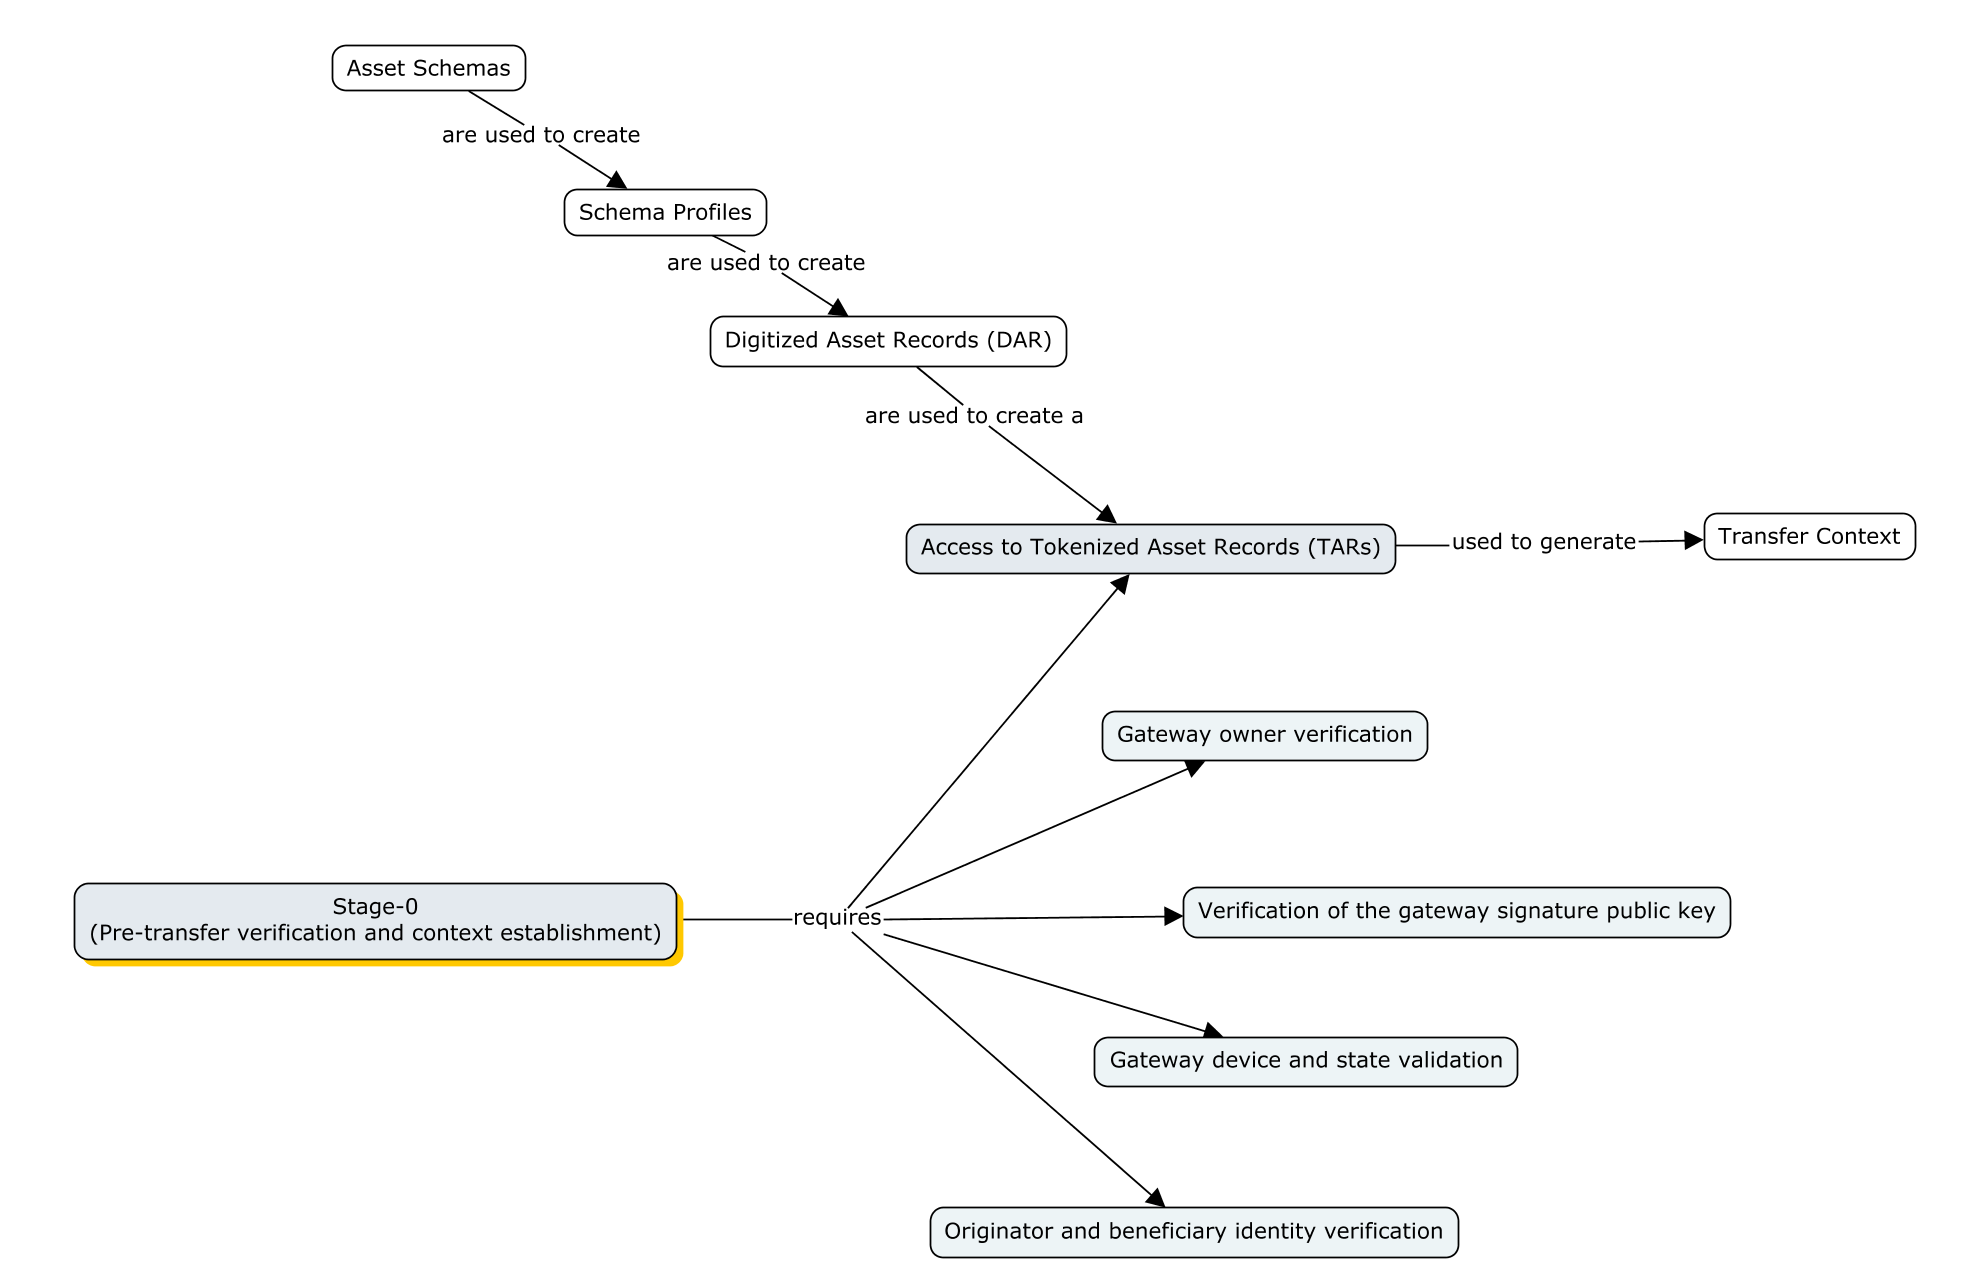 Asset Schemas
are used to create
Schema Profiles
are used to create
Digitized Asset Records (DAR)
are used to create a
Access to Tokenized Asset Records (TARs)
used to generate
Transfer Context
Gateway owner verification
Stage-0
(Pre-transfer verification and context establishment)
requires
Verification of the gateway signature public key
Gateway device and state validation
Originator and beneficiary identity verification